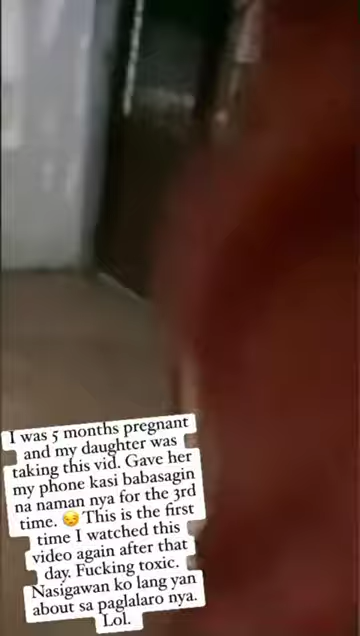 I was 5 months pregnant
and my daughter was
taking this vid. Gave her
my phone kasi babasagin
na naman nya for the 3rd
time. 😏 This is the first
time I watched this
video again after that
day. Fucking toxic.
Nasigawan ko lang yan
about sa paglalaro nya.
Lol.